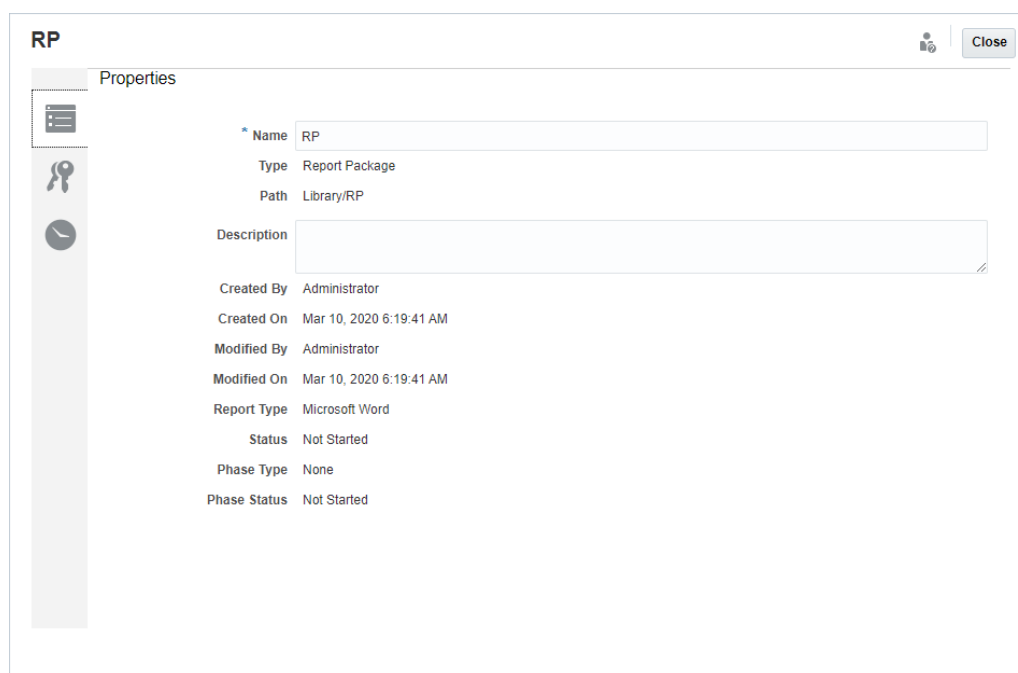 RP
Close
Properties
* Name RP
Type Report Package
Path Library/RP
Description
Created By Administrator
Created On Mar 10, 2020 6:19:41 AM
Modified By Administrator
Modified On Mar 10, 2020 6:19:41 AM
Report Type Microsoft Word
Status Not Started
Phase Type None
Phase Status Not Started